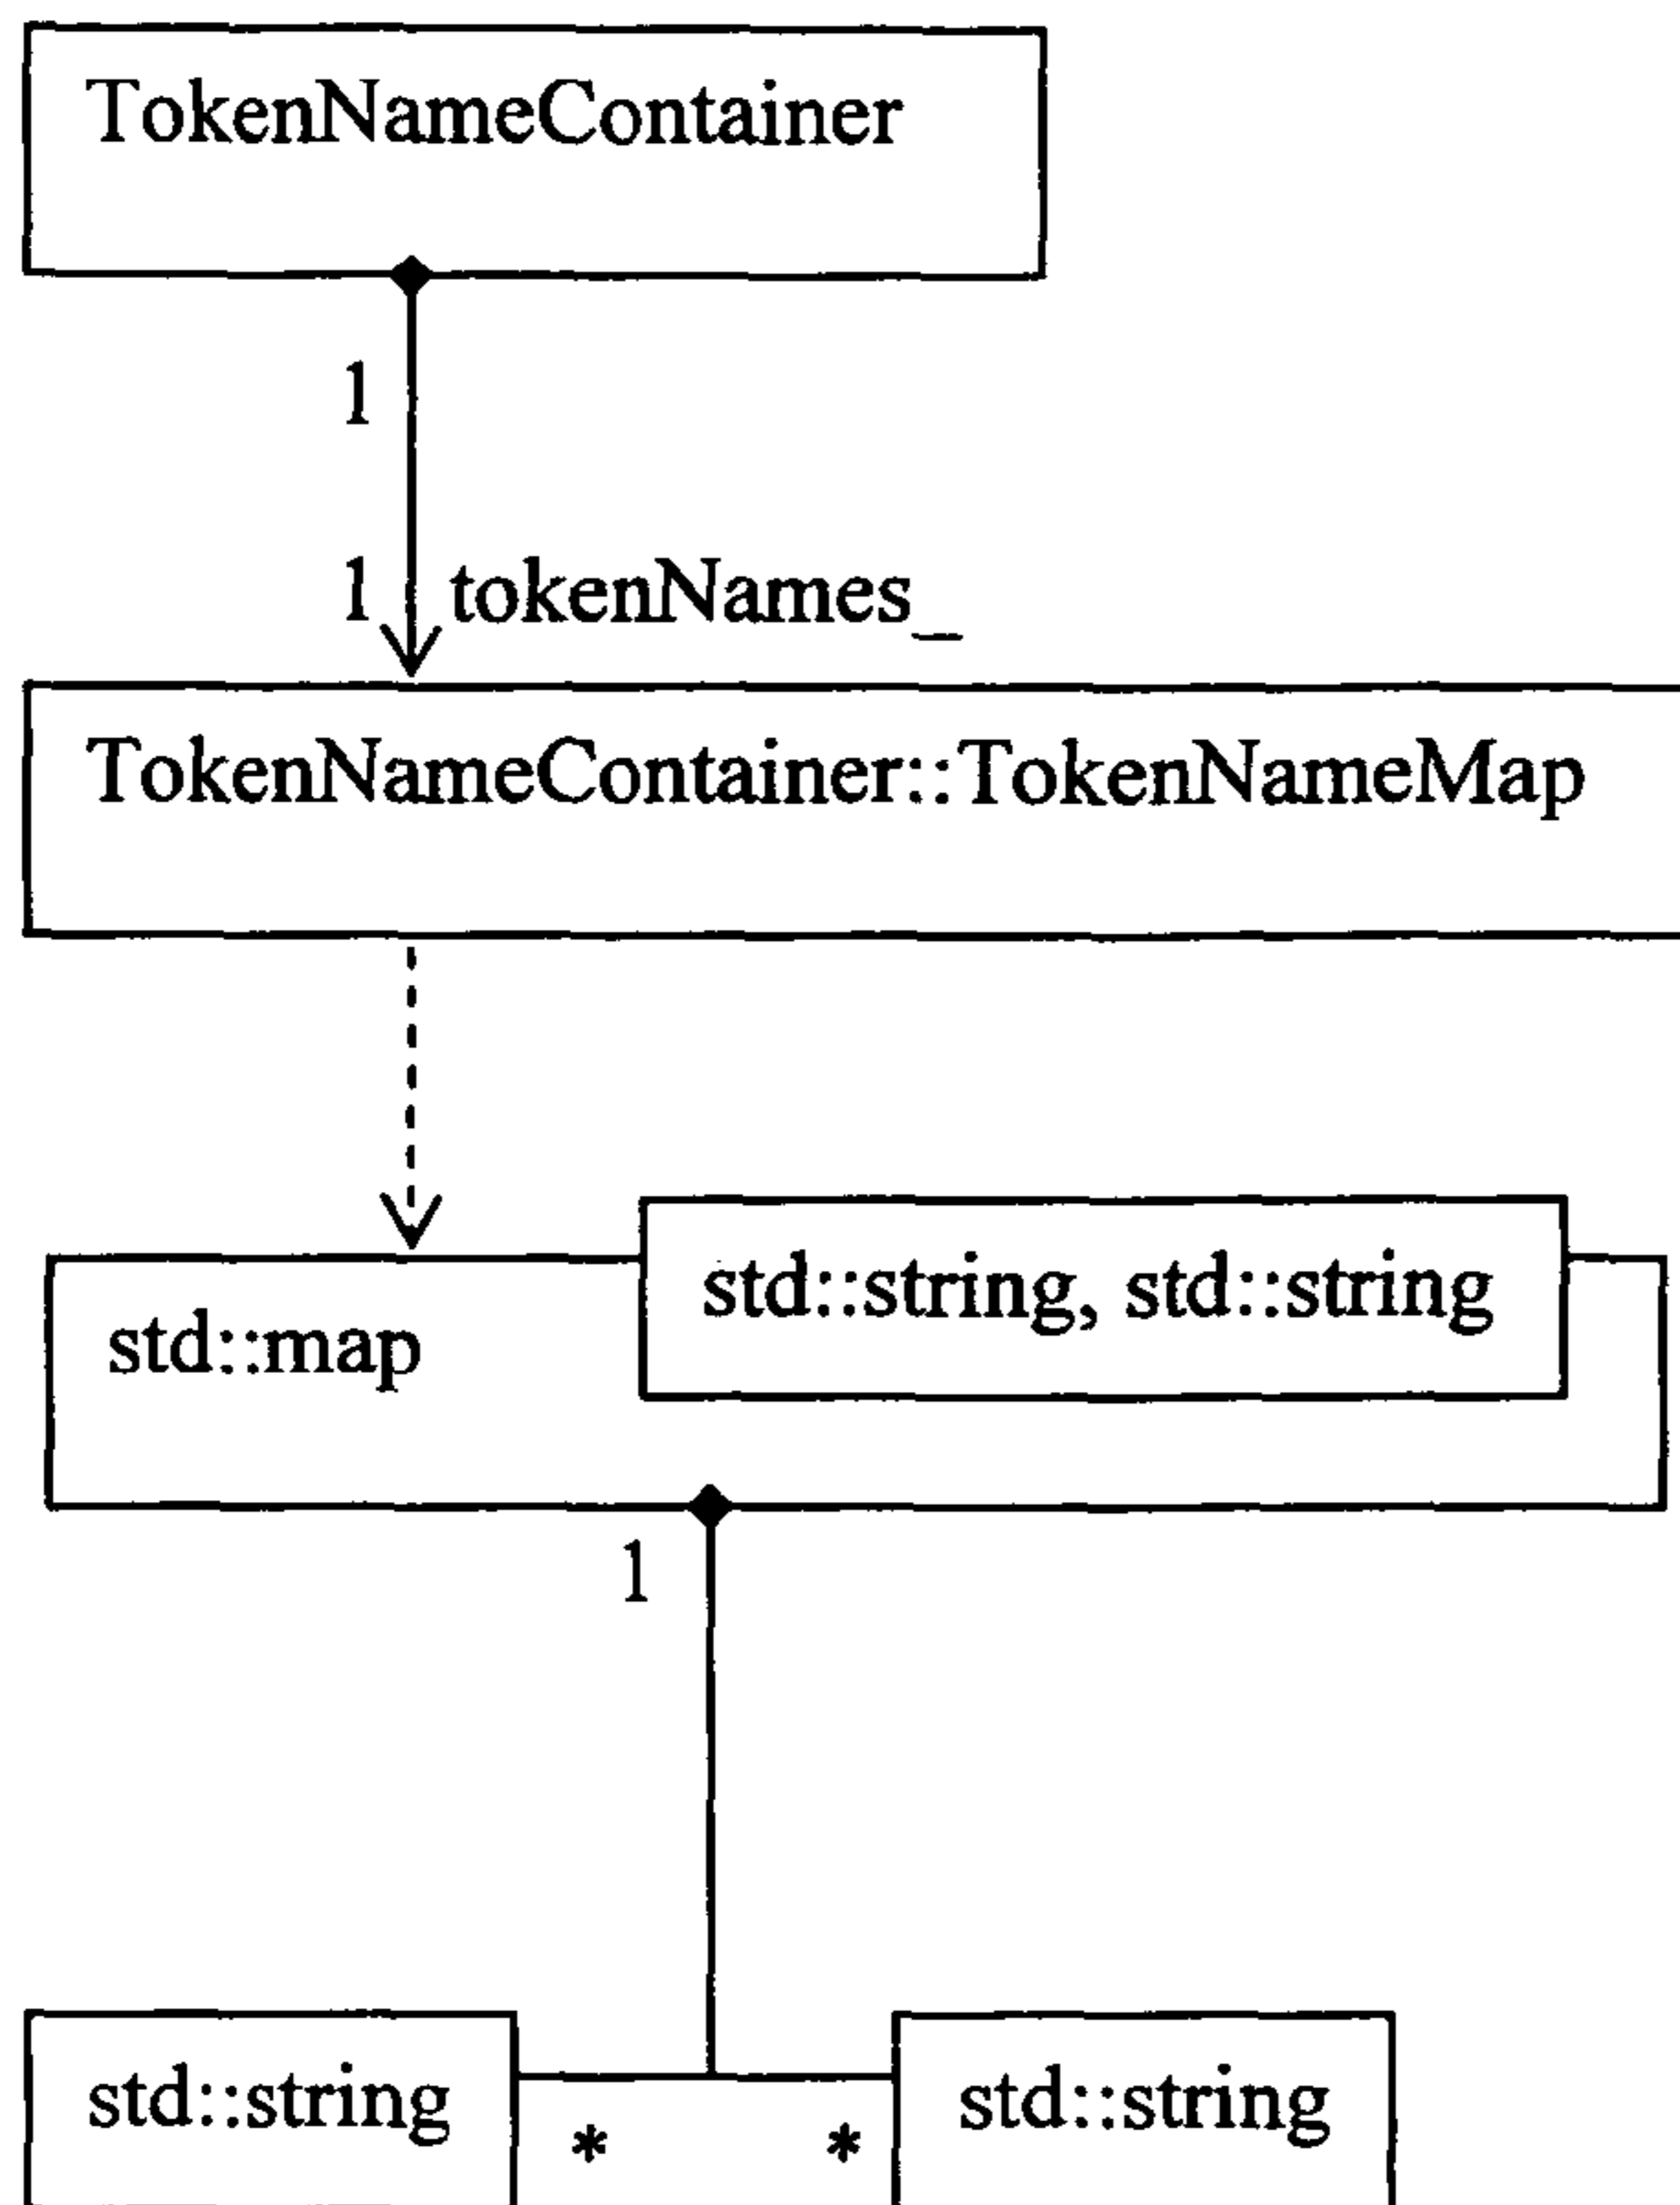 TokenNameContainer
1
1 tokenNames_
TokenNameContainer::TokenNameMap
std::string, std::string
std::map
1
std::string
std::string
* *